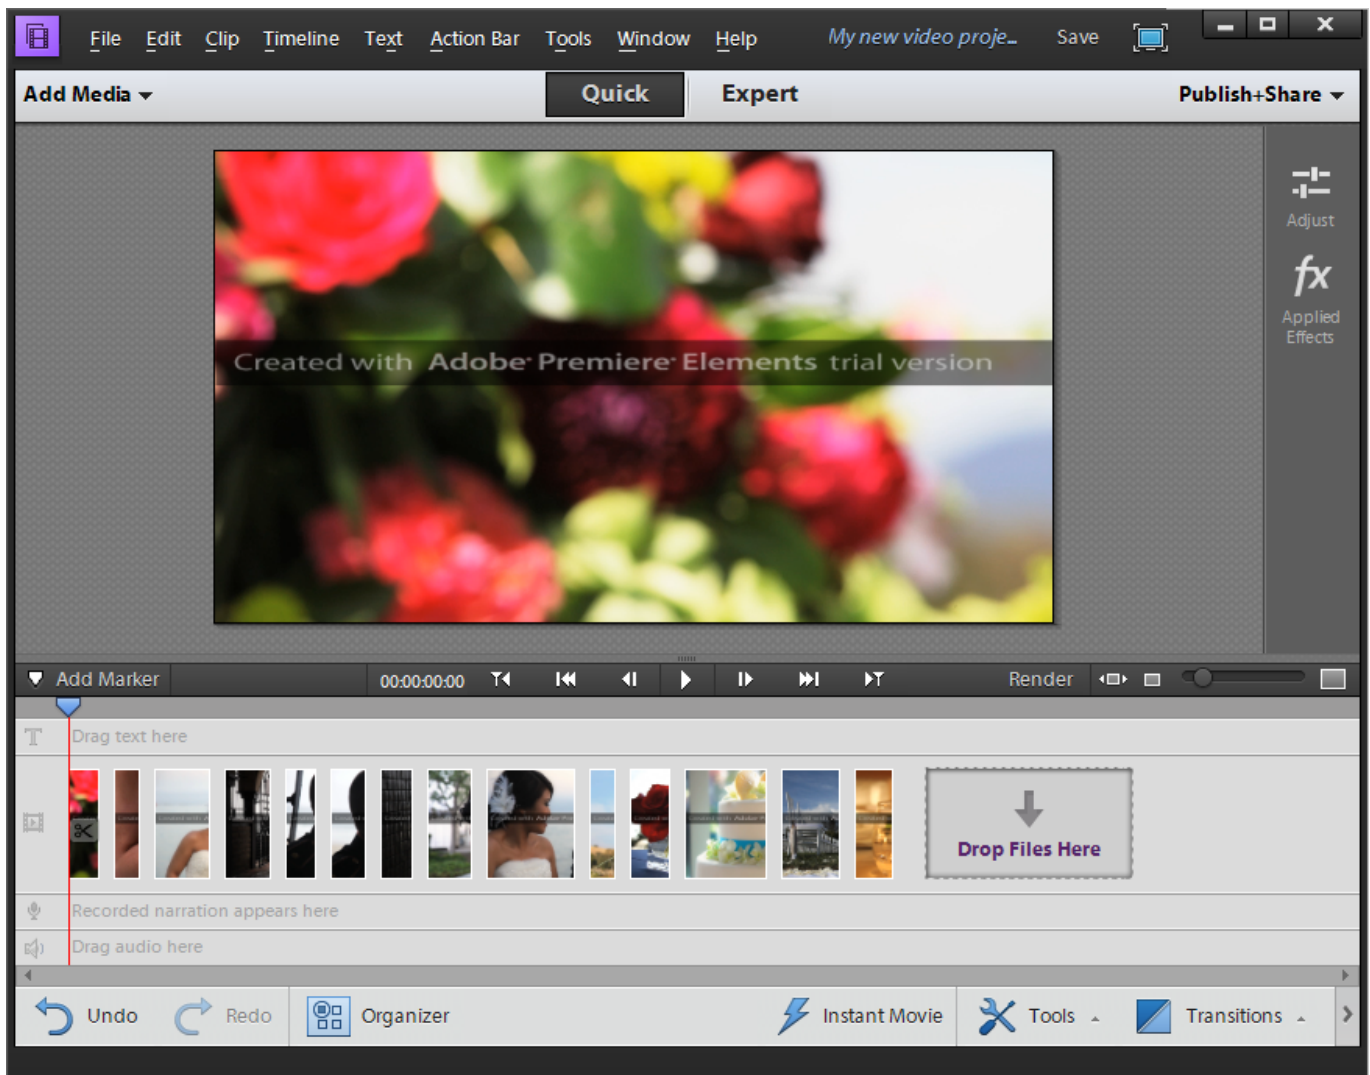 File Edit Clip Timeline Text Action Bar Tools Window Help My new video proje... Save
Add Media Quick Expert Publish+Share
Adjust
fx
Applied
Effects
Created with Adobe Premiere Elements trial version
Add Marker 00:00:00:00 Render
T Drag text here
Drop Files Here
Recorded narration appears here
Drag audio here
Undo Redo Organizer Instant Movie Tools Transitions